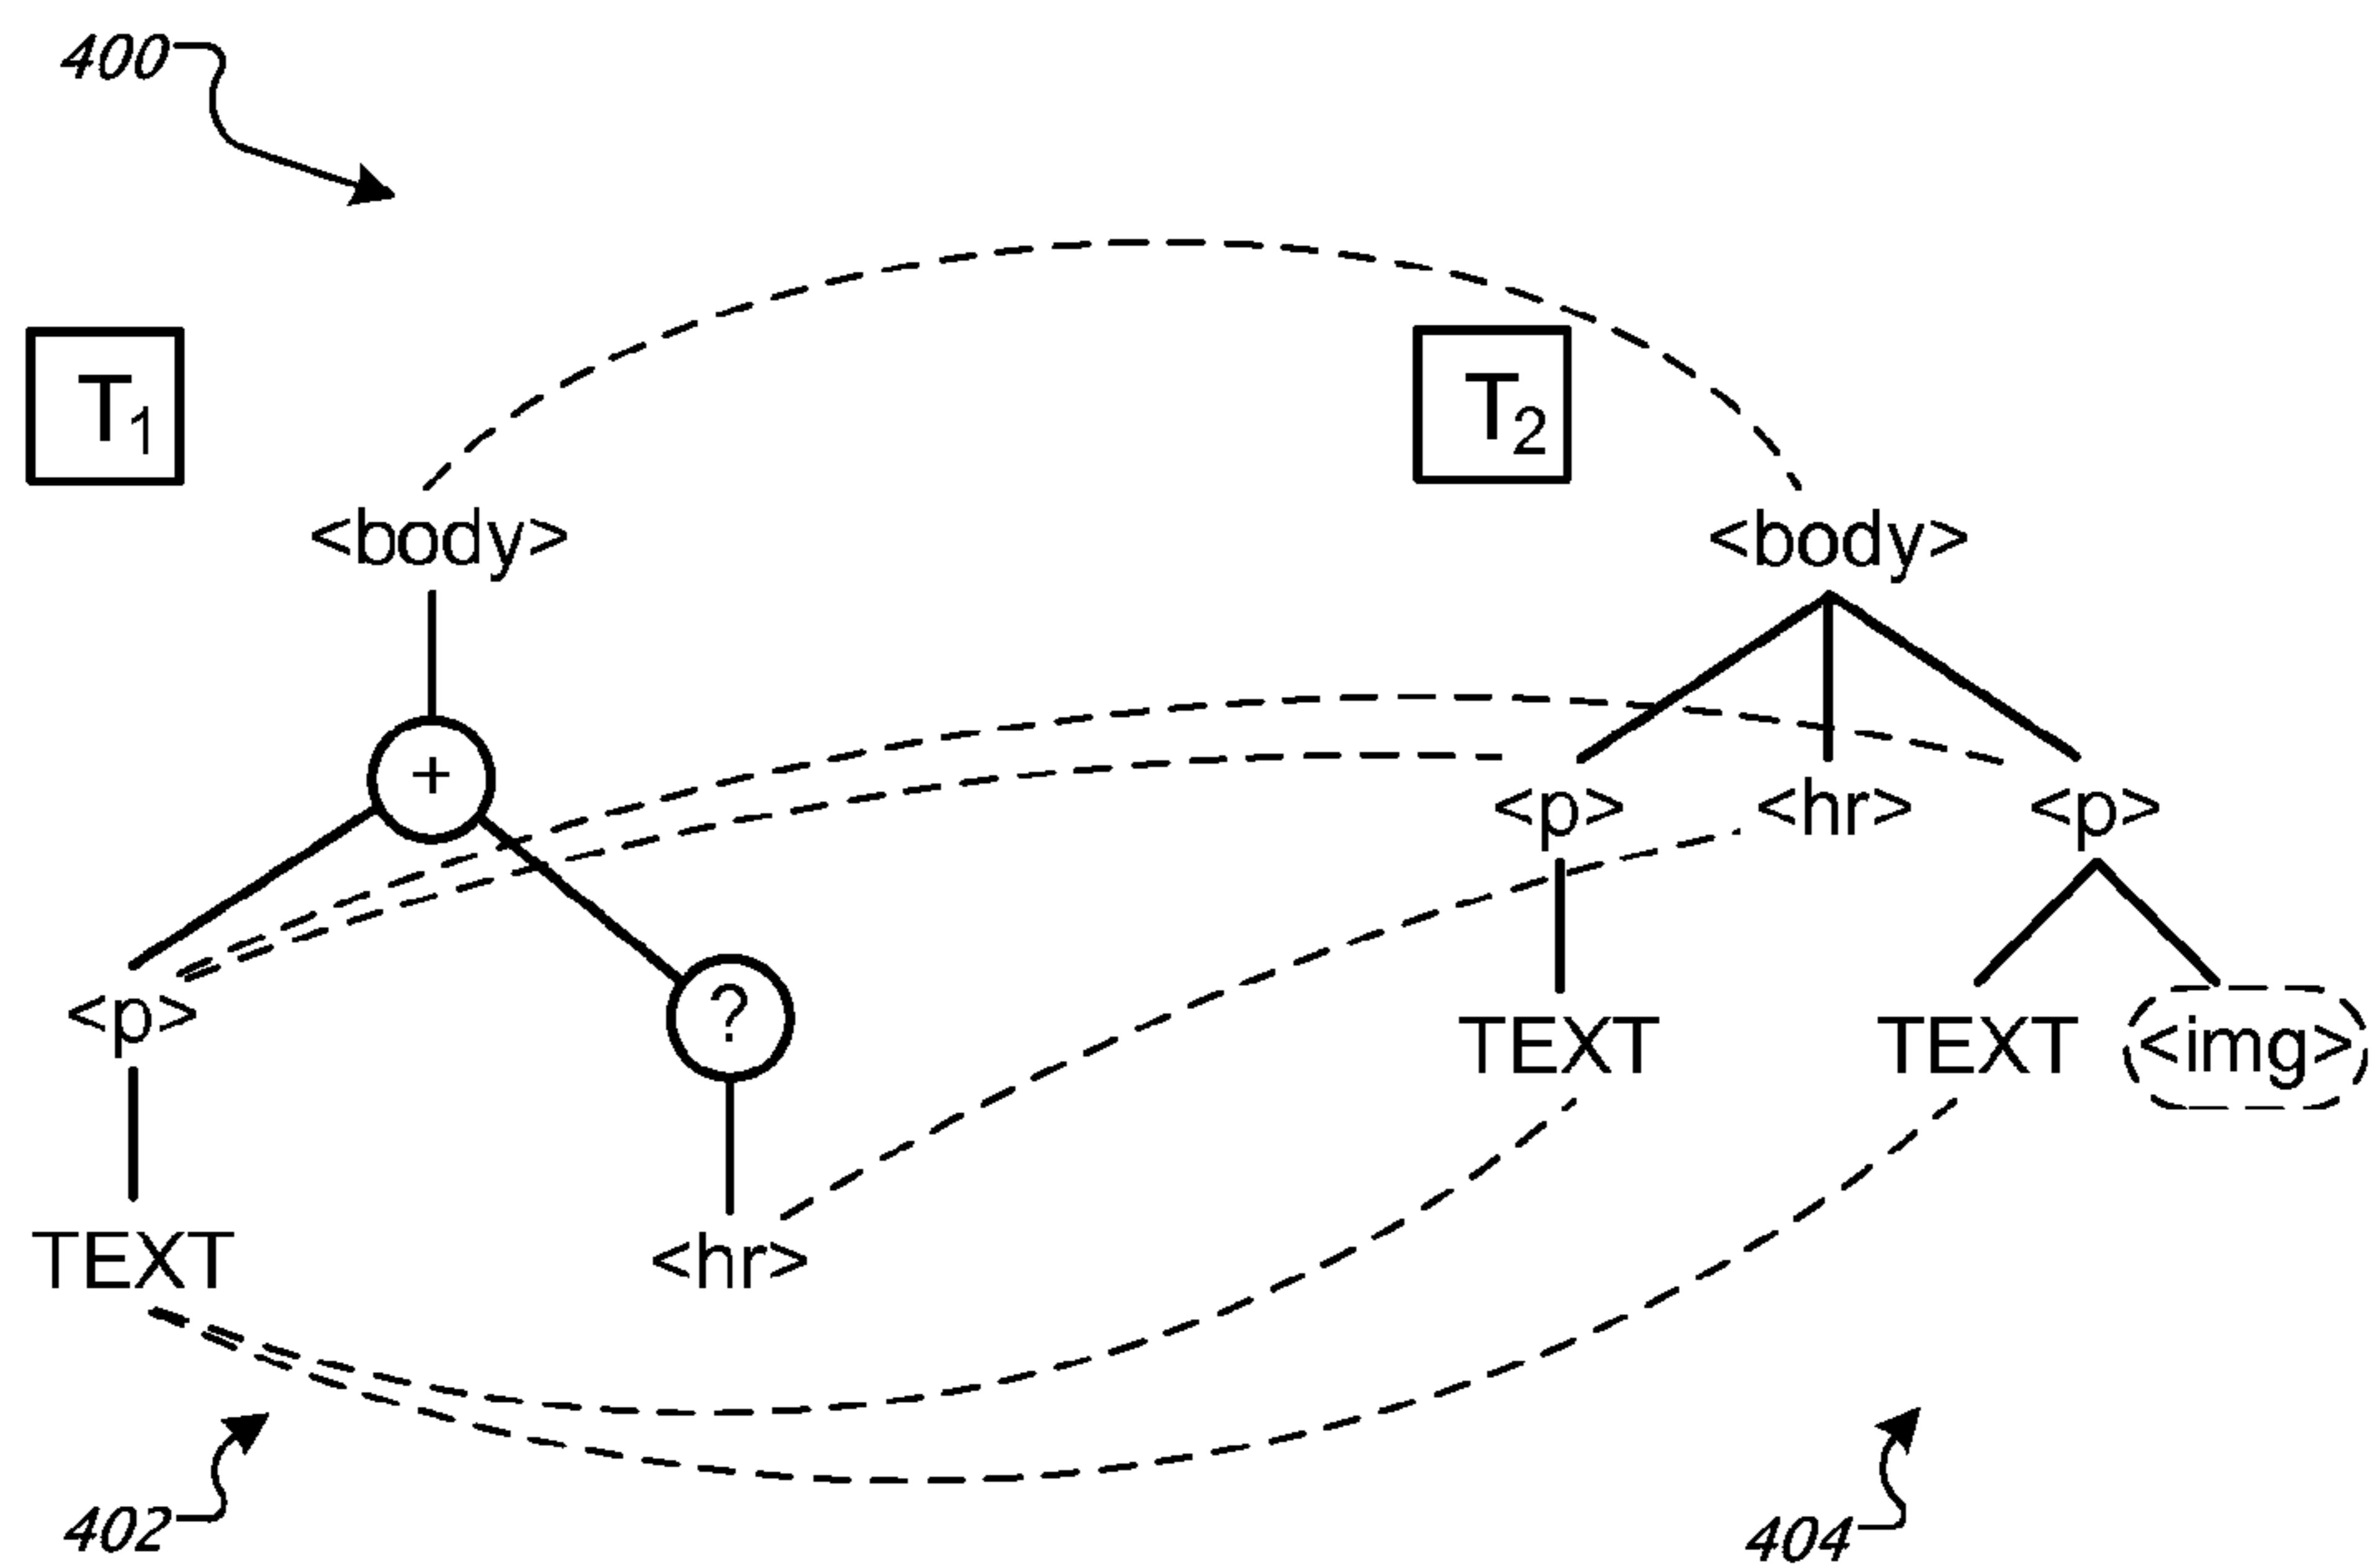 400
T1 T2
<body> <body>
+
<p> <hr> <p>
<p> ? TEXT TEXT <img>
TEXT <hr>
402 404